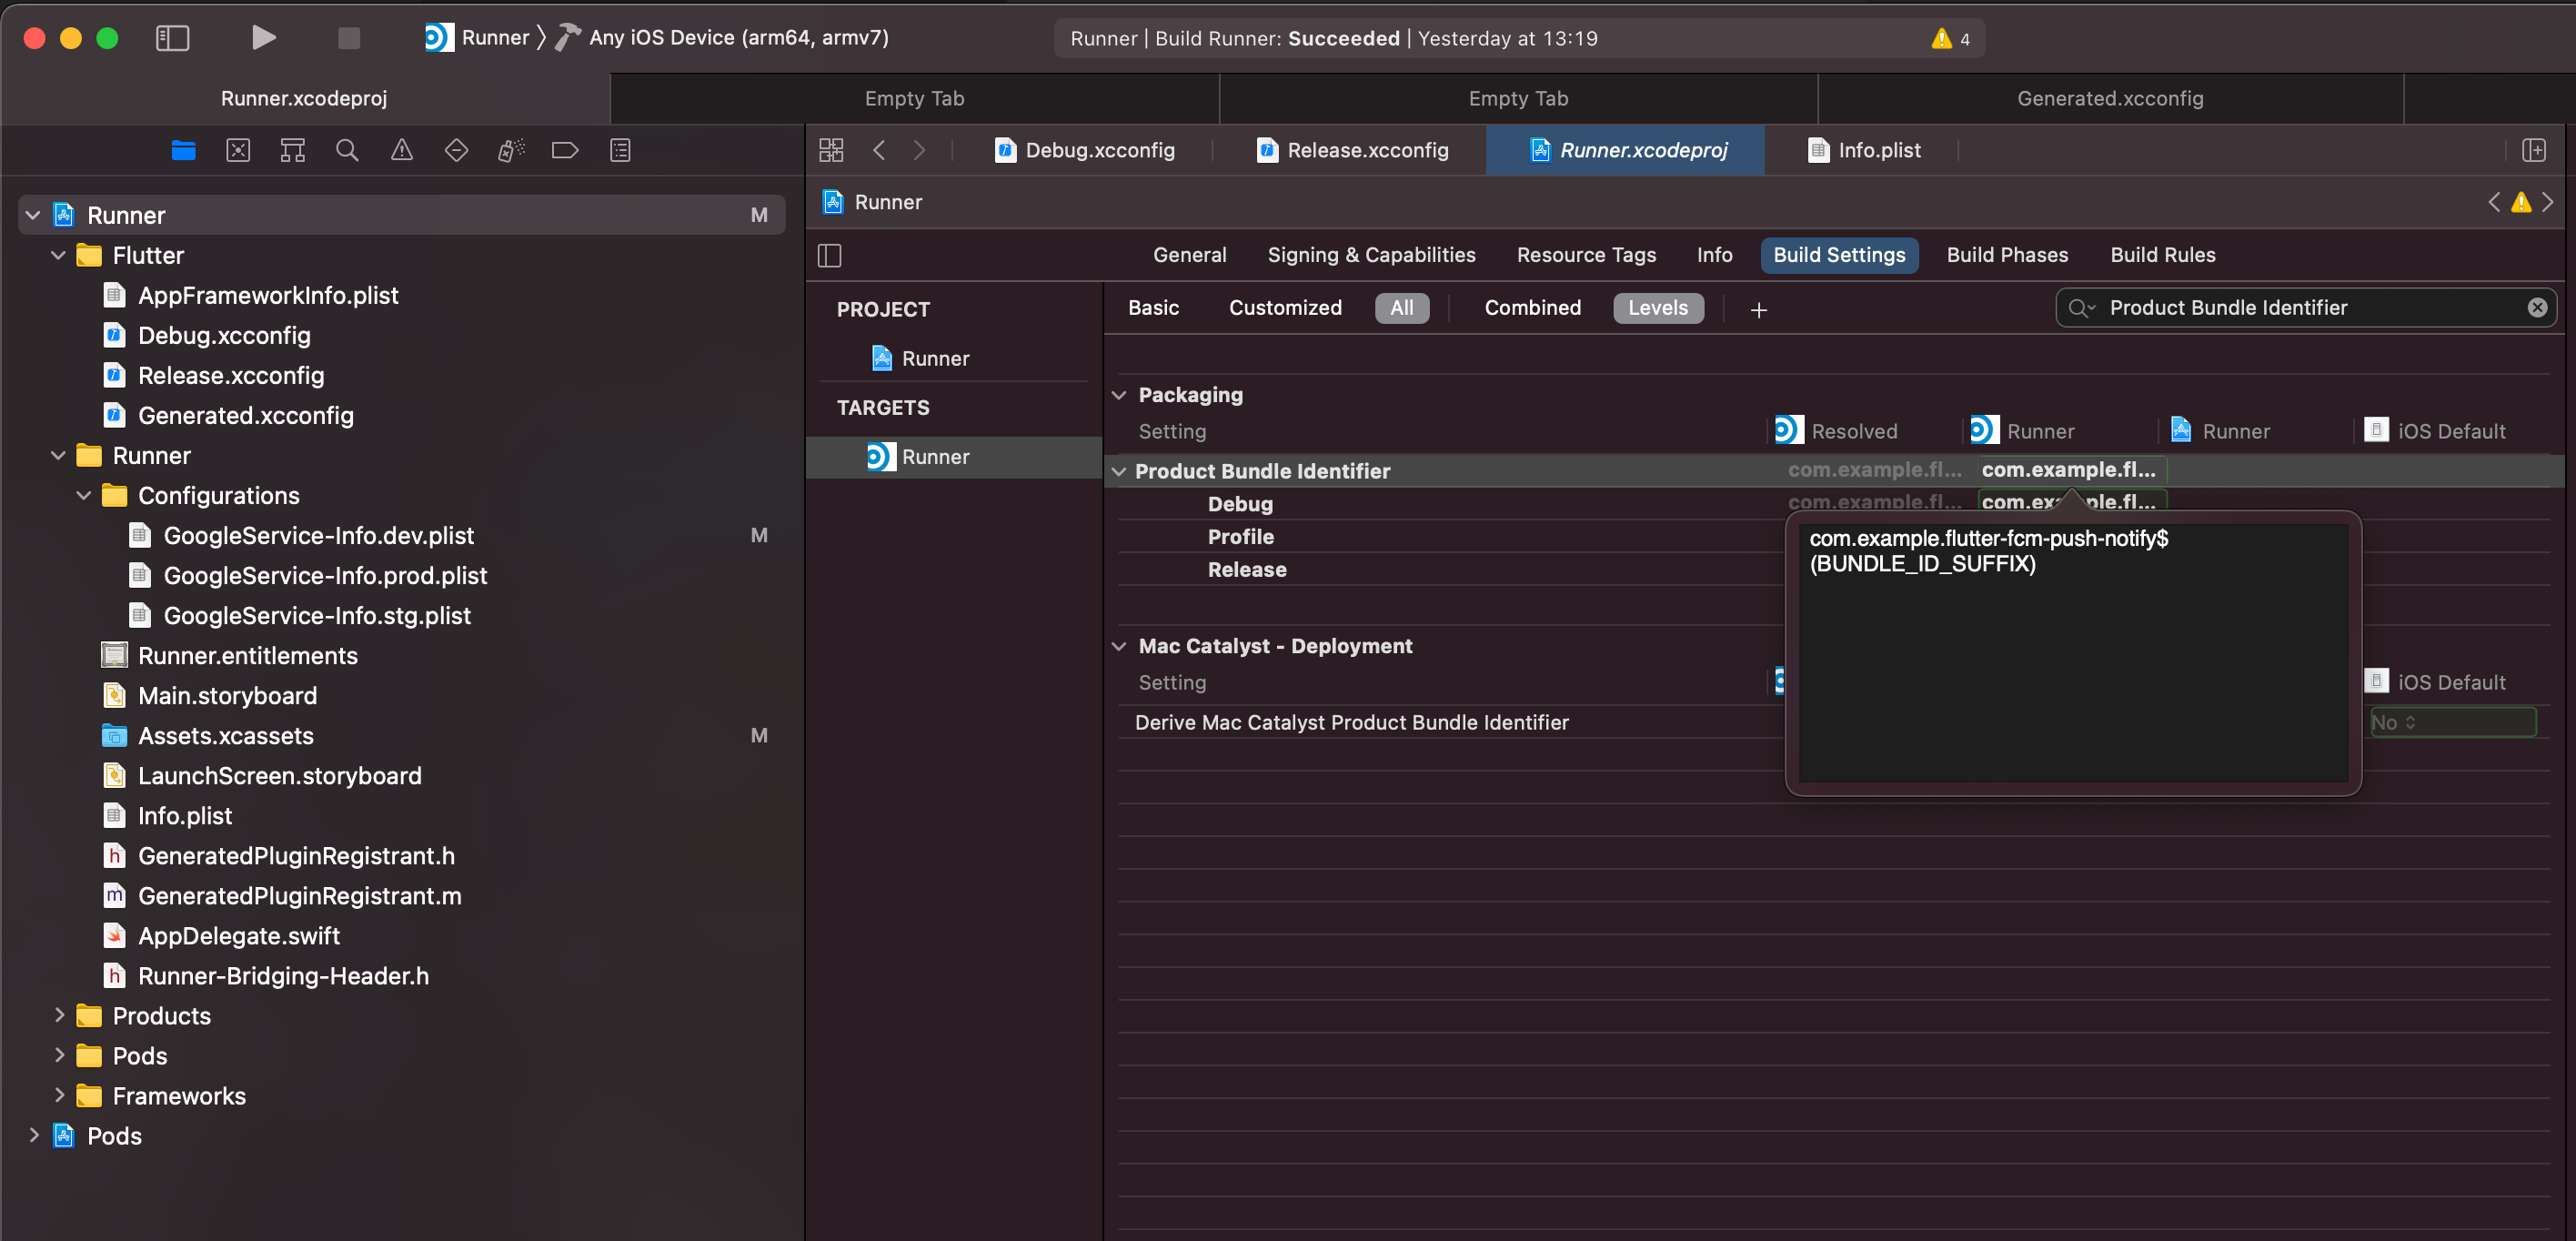 Runner 〉 Any iOS Device (arm64, armv7)
Runner | Build Runner: Succeeded | Yesterday at 13:19
4
Runner.xcodeproj
Empty Tab
Empty Tab
Generated.xcconfig
Debug.xcconfig
Release.xcconfig
Runner.xcodeproj
Info.plist
Runner
General
Signing & Capabilities
Resource Tags
Info
Build Settings
Build Phases
Build Rules
Runner M
Flutter
AppFrameworkInfo.plist
Debug.xcconfig
Release.xcconfig
Generated.xcconfig
Runner
Configurations
GoogleService-Info.dev.plist M
GoogleService-Info.prod.plist
GoogleService-Info.stg.plist
Runner.entitlements
Main.storyboard
Assets.xcassets M
LaunchScreen.storyboard
Info.plist
GeneratedPluginRegistrant.h
GeneratedPluginRegistrant.m
AppDelegate.swift
Runner-Bridging-Header.h
Products
Pods
Frameworks
Pods
PROJECT
Runner
TARGETS
Runner
Basic
Customized
All
Combined
Levels
+
Product Bundle Identifier
Packaging
Setting
Resolved
Runner
Runner
iOS Default
Product Bundle Identifier
com.example.fl...
com.example.fl...
Debug
com.example.fl...
com.example.fl...
Profile
Release
com.example.flutter-fcm-push-notify$
(BUNDLE_ID_SUFFIX)
Mac Catalyst - Deployment
Setting
iOS Default
Derive Mac Catalyst Product Bundle Identifier
No